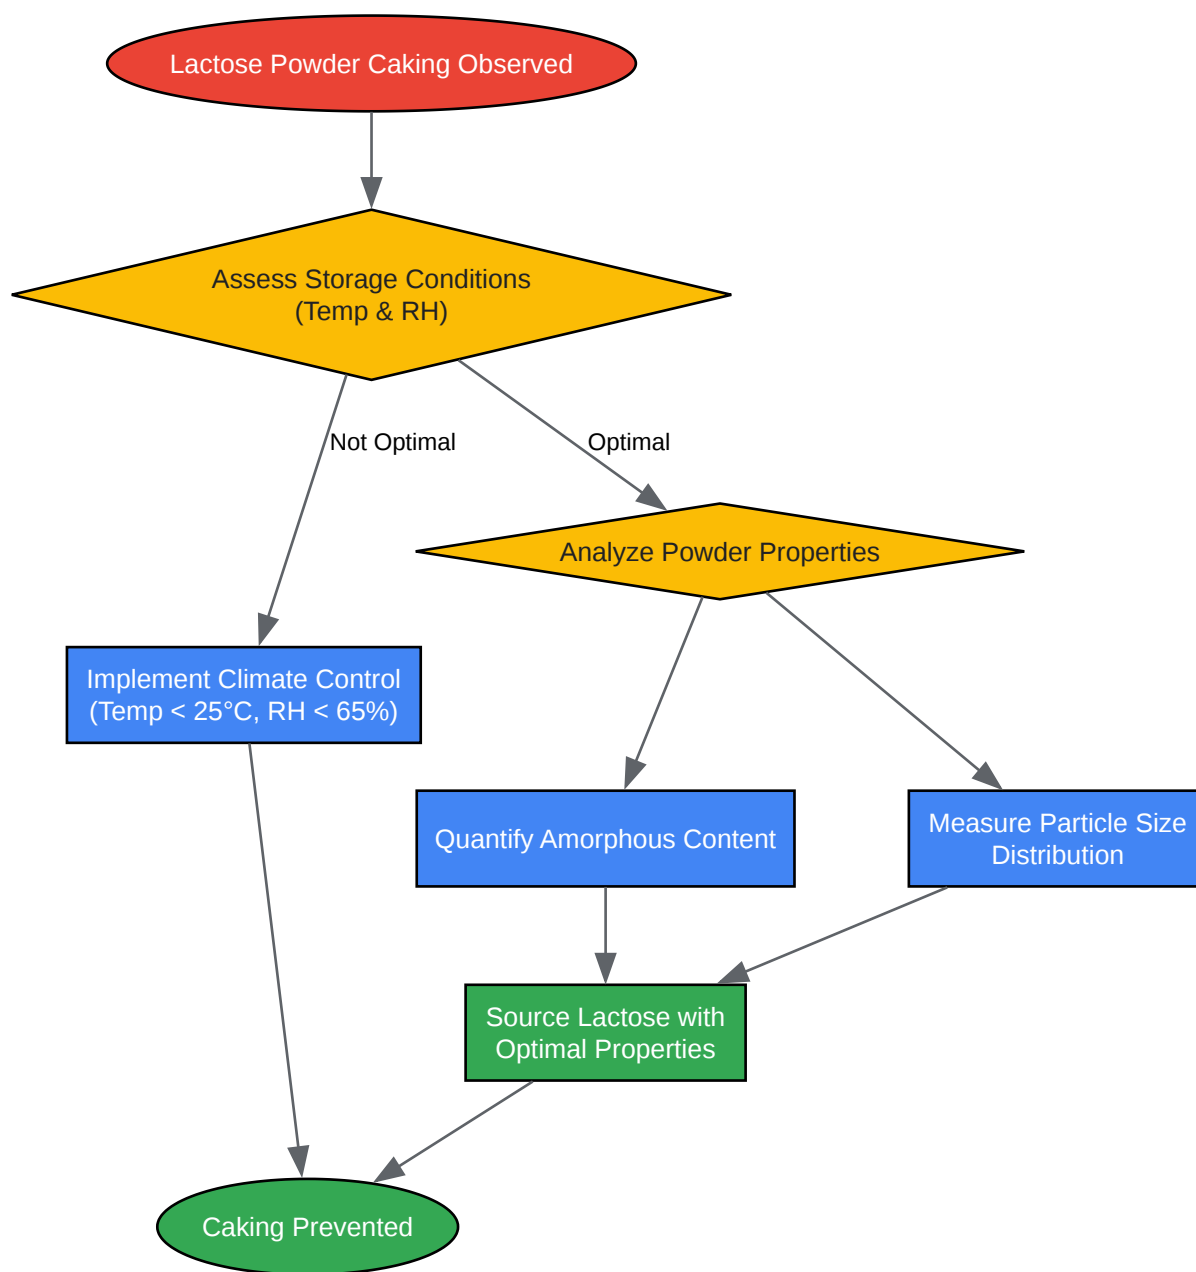 Lactose Powder Caking Observed
Assess Storage Conditions
(Temp & RH)
Not Optimal
Optimal
Analyze Powder Properties
Implement Climate Control
(Temp < 25°C, RH < 65%)
Quantify Amorphous Content
Measure Particle Size
Distribution
Source Lactose with
Optimal Properties
Caking Prevented